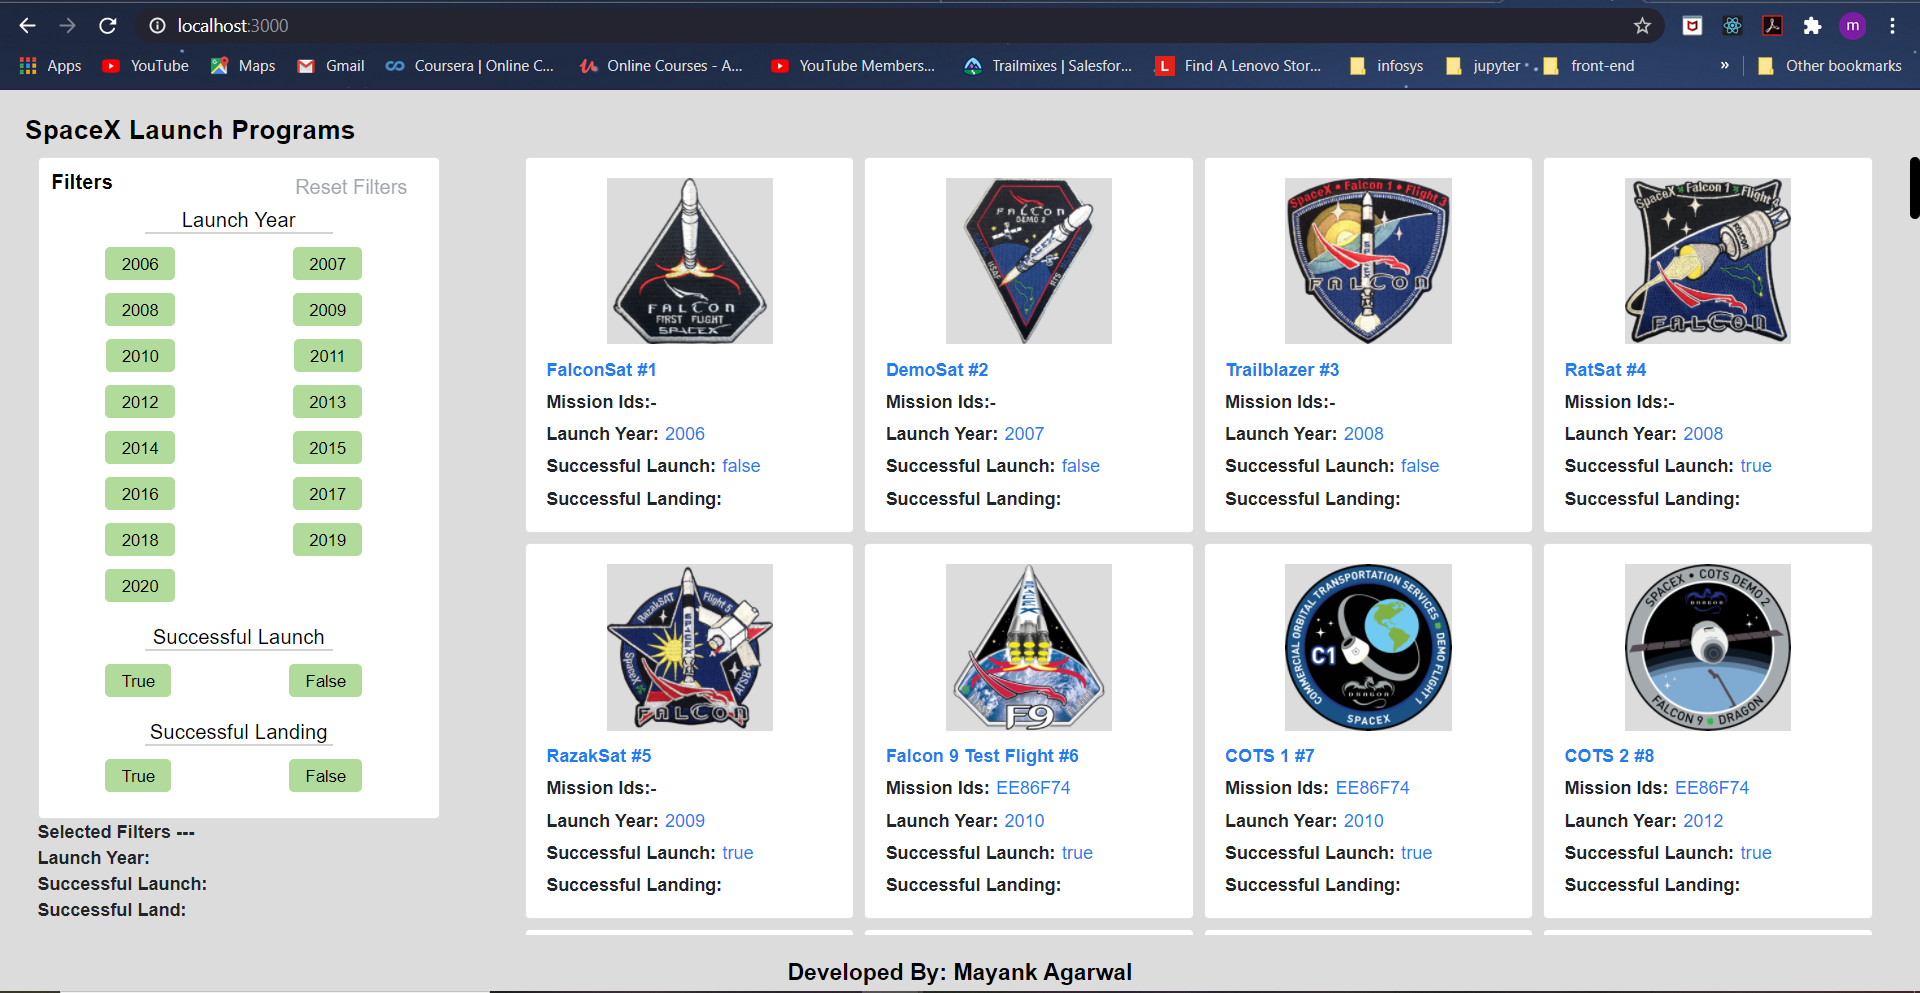 localhost:3000
m
Apps YouTube Maps Gmail Coursera | Online C... Online Courses - A... YouTube Members... Trailmixes | Salesfor... L Find A Lenovo Stor... infosys jupyter front-end » Other bookmarks
SpaceX Launch Programs
Filters
Reset Filters
Launch Year
2006 2007
2008 2009
2010 2011
2012 2013
2014 2015
2016 2017
2018 2019
2020
Successful Launch
True False
Successful Landing
True False
Selected Filters ---
Launch Year:
Successful Launch:
Successful Land:
FALCON
FIRST FLIGHT
SPACEX
FalconSat #1
Mission Ids:-
Launch Year: 2006
Successful Launch: false
Successful Landing:
FALCON
DEMO 2
DemoSat #2
Mission Ids:-
Launch Year: 2007
Successful Launch: false
Successful Landing:
SpaceX • Falcon 1 • Flight 3
SPACEX
FALCON
Trailblazer #3
Mission Ids:-
Launch Year: 2008
Successful Launch: false
Successful Landing:
SpaceX Falcon 1 Flight 4
FALCON
FALCON
RatSat #4
Mission Ids:-
Launch Year: 2008
Successful Launch: true
Successful Landing:
RazakSAT
Flight 5
SPACEX
SpaceX
ATSB
FALCON
RazakSat #5
Mission Ids:-
Launch Year: 2009
Successful Launch: true
Successful Landing:
F9
Falcon 9 Test Flight #6
Mission Ids: EE86F74
Launch Year: 2010
Successful Launch: true
Successful Landing:
COMMERCIAL ORBITAL TRANSPORTATION SERVICES • DEMO FLIGHT 1
C1
DRAGON
SPACEX
COTS 1 #7
Mission Ids: EE86F74
Launch Year: 2010
Successful Launch: true
Successful Landing:
SPACEX • COTS DEMO 2
DRAGON
FALCON 9 • DRAGON
COTS 2 #8
Mission Ids: EE86F74
Launch Year: 2012
Successful Launch: true
Successful Landing:
Developed By: Mayank Agarwal